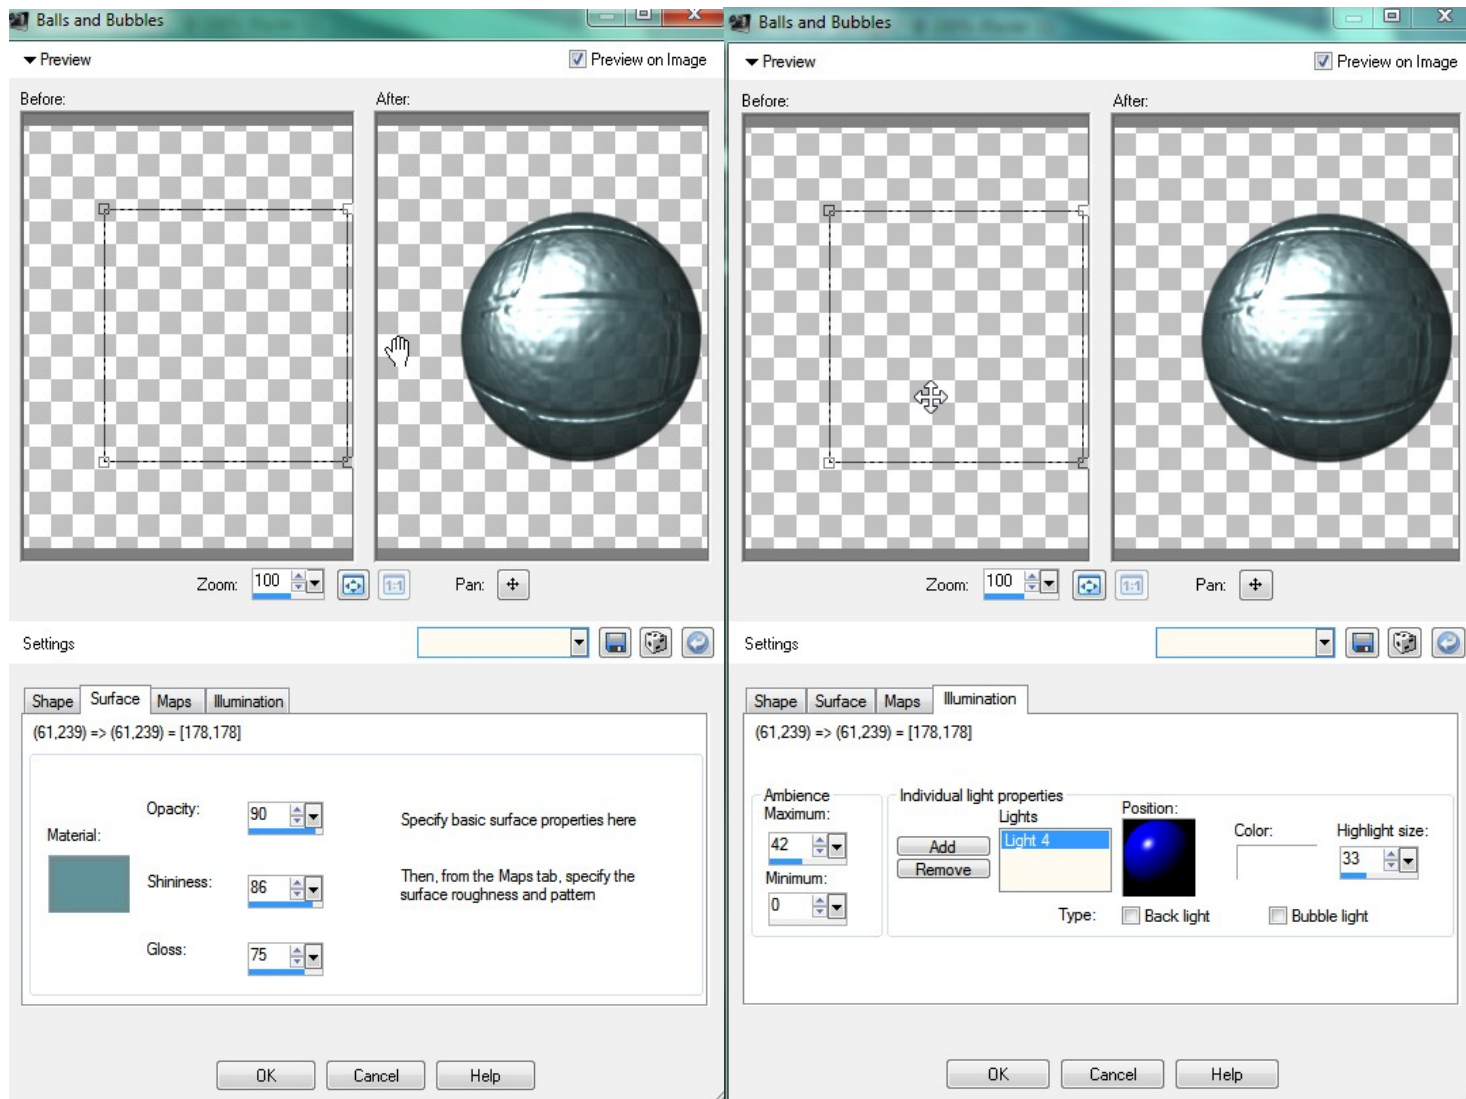 Balls and Bubbles
Preview
Preview on Image
Before:
After:
Zoom: 100
1:1
Pan:
Settings
Shape Surface Maps Illumination
(61,239) => (61,239) = [178,178]
Material:
Opacity: 90
Shininess: 86
Gloss: 75
Specify basic surface properties here
Then, from the Maps tab, specify the
surface roughness and pattern
OK Cancel Help
Balls and Bubbles
Preview
Preview on Image
Before:
After:
Zoom: 100
1:1
Pan:
Settings
Shape Surface Maps Illumination
(61,239) => (61,239) = [178,178]
Ambience
Maximum:
42
Minimum:
0
Individual light properties
Add
Remove
Lights
Light 4
Position:
Color:
Highlight size:
33
Type: Back light Bubble light
OK Cancel Help